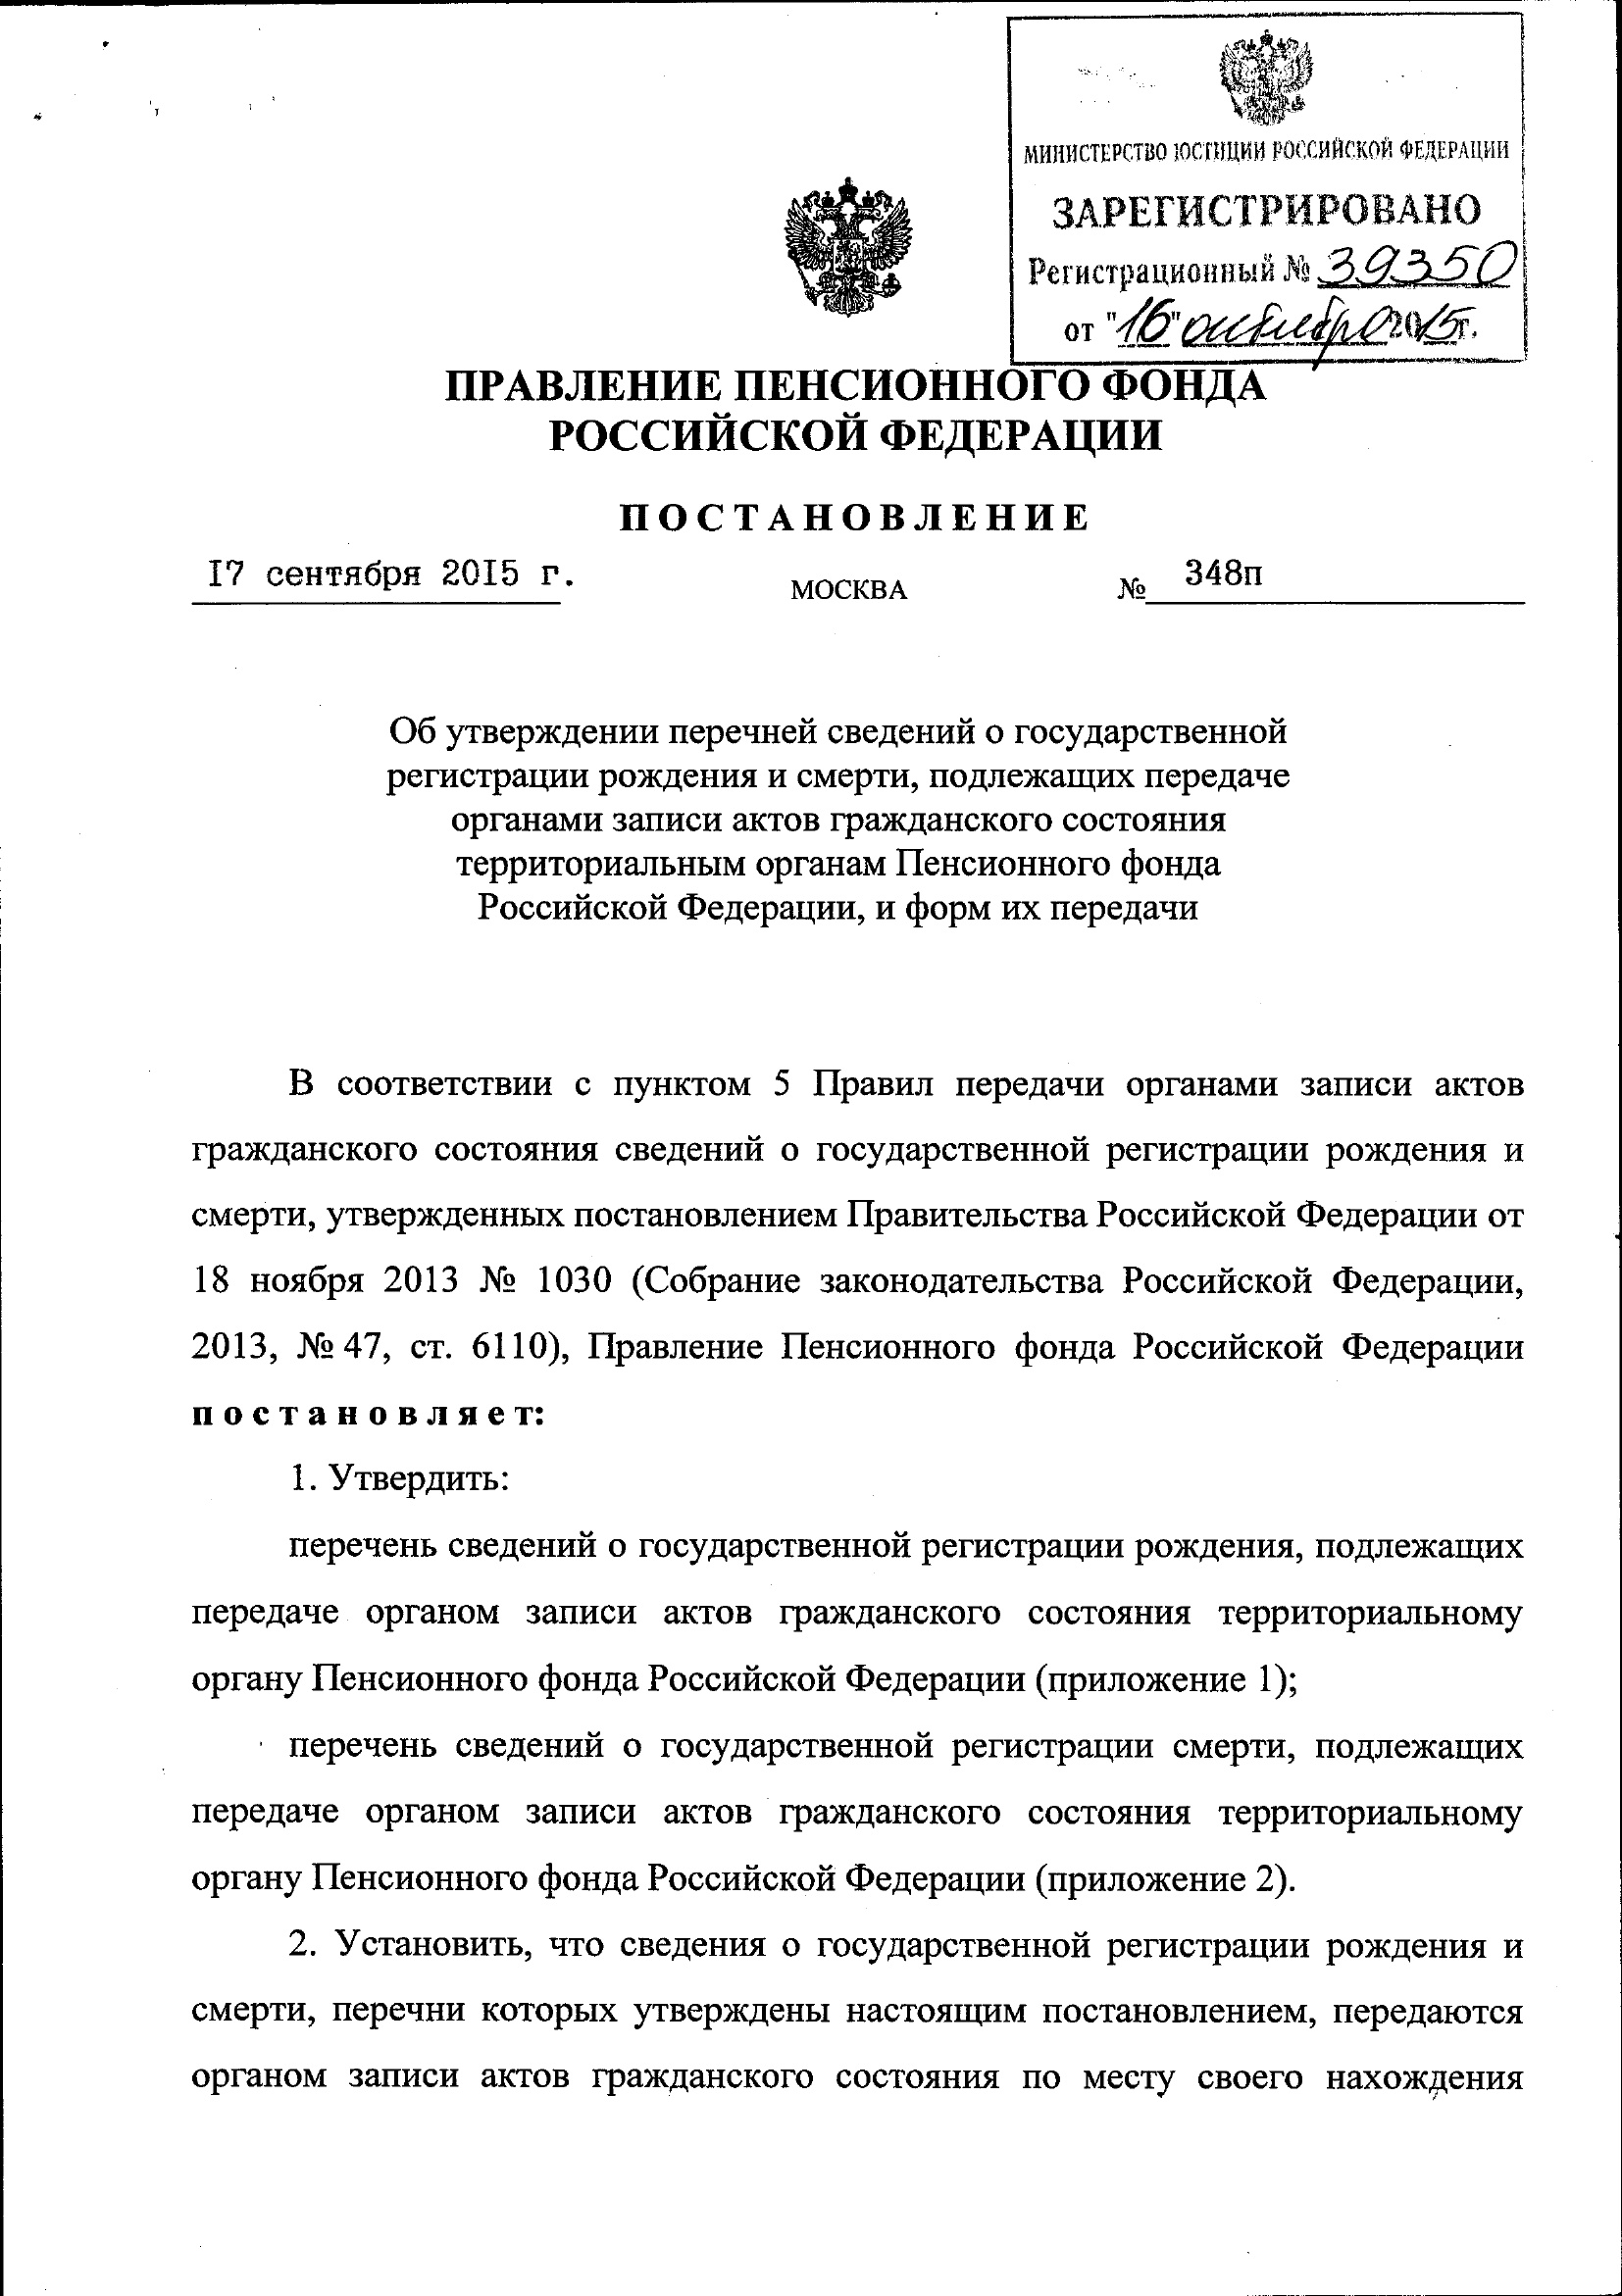 МИНИСТЕРСТВО ЮСТИЦИИ РОССИЙСКОЙ ФЕДЕРАЦИИ
ЗАРЕГИСТРИРОВАНО
Регистрационный № 39350
от "16" октября 2015г.
ПРАВЛЕНИЕ ПЕНСИОННОГО ФОНДА
РОССИЙСКОЙ ФЕДЕРАЦИИ
ПОСТАНОВЛЕНИЕ
I7 сентября 20I5 г. МОСКВА № 348п
Об утверждении перечней сведений о государственной
регистрации рождения и смерти, подлежащих передаче
органами записи актов гражданского состояния
территориальным органам Пенсионного фонда
Российской Федерации, и форм их передачи
В соответствии с пунктом 5 Правил передачи органами записи актов
гражданского состояния сведений о государственной регистрации рождения и
смерти, утвержденных постановлением Правительства Российской Федерации от
18 ноября 2013 № 1030 (Собрание законодательства Российской Федерации,
2013, № 47, ст. 6110), Правление Пенсионного фонда Российской Федерации
постановляет:
1. Утвердить:
перечень сведений о государственной регистрации рождения, подлежащих
передаче органом записи актов гражданского состояния территориальному
органу Пенсионного фонда Российской Федерации (приложение 1);
перечень сведений о государственной регистрации смерти, подлежащих
передаче органом записи актов гражданского состояния территориальному
органу Пенсионного фонда Российской Федерации (приложение 2).
2. Установить, что сведения о государственной регистрации рождения и
смерти, перечни которых утверждены настоящим постановлением, передаются
органом записи актов гражданского состояния по месту своего нахождения